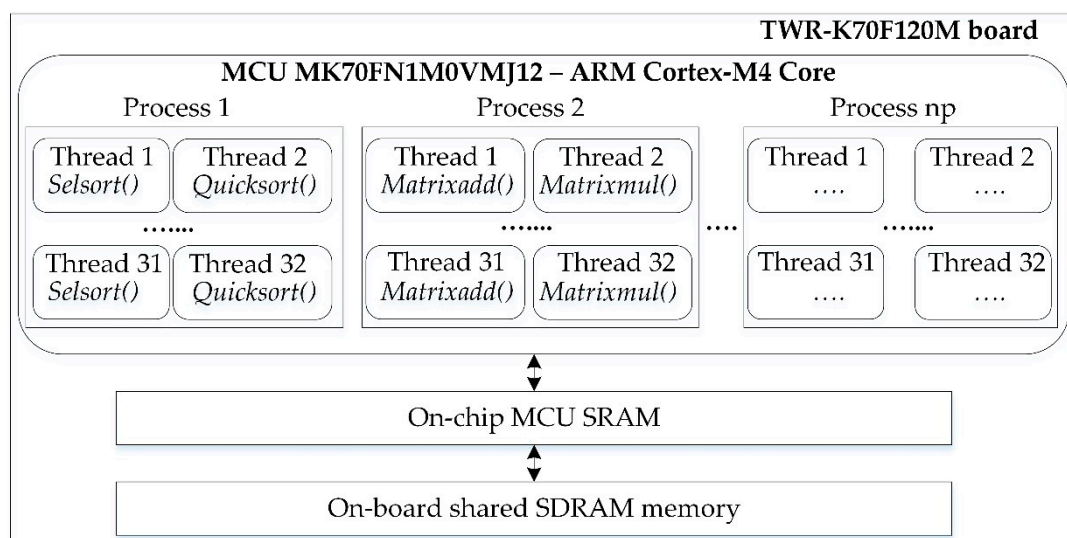 TWR-K70F120M board
MCU MK70FN1M0VMJ12 – ARM Cortex-M4 Core
Process 1 Process 2 Process np
Thread 1 Thread 2 Thread 1 Thread 2 Thread 1 Thread 2
Selsort() Quicksort() Matrixadd() Matrixmul() .... ....
....... ....... .... .......
Thread 31 Thread 32 Thread 31 Thread 32 Thread 31 Thread 32
Selsort() Quicksort() Matrixadd() Matrixmul() .... ....
On-chip MCU SRAM
On-board shared SDRAM memory